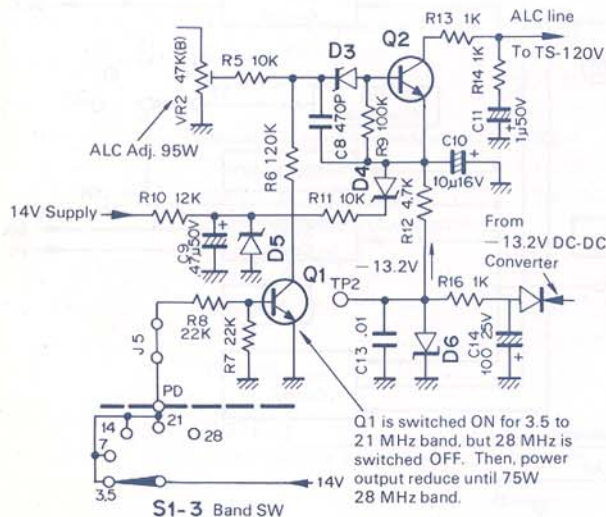 R13 1K
ALC line
Q2
To TS-120V
R14 1K
C11
1μ50V
+
VR2 47K(B)
R5 10K
D3
C8 470P
R9 100K
C10
+
10μ16V
ALC Adj. 95W
R6 120K
D4
R12 4.7K
R10 12K
R11 10K
14V Supply
+
C9
.47μ50V
D5
From
– 13.2V DC-DC
Converter
– 13.2V
Q1
TP2
R16 1K
R8
22K
R7 22K
C13 .01
D6
C14
100 25V
+
J5
PD
14
21
28
7
3.5
14V
S1-3 Band SW
Q1 is switched ON for 3.5 to
21 MHz band, but 28 MHz is
switched OFF. Then, power
output reduce until 75W
28 MHz band.